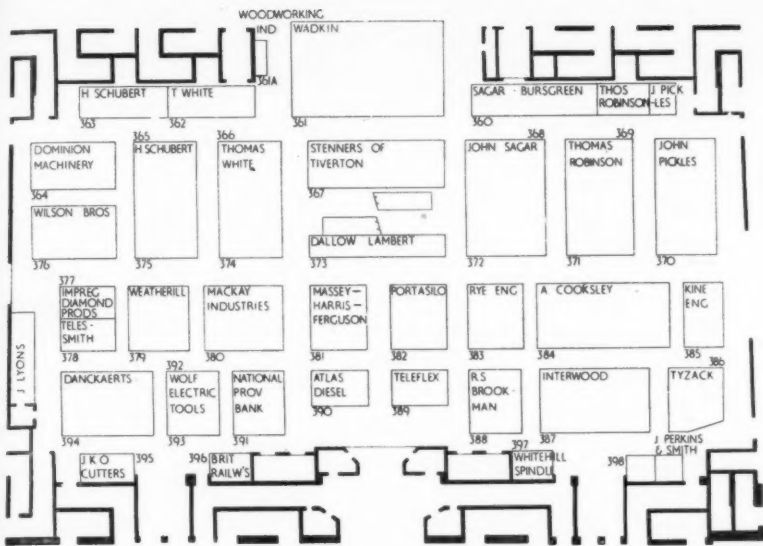 WOODWORKING
IND
361A
WADKIN
361
H SCHUBERT
363
T WHITE
362
SAGAR - BURSGREEN
360
THOS
ROBINSON
J PICK
-LES
DOMINION
MACHINERY
364
365
H SCHUBERT
375
366
THOMAS
WHITE
374
STENNERS OF
TIVERTON
367
368
JOHN SAGAR
372
369
THOMAS
ROBINSON
371
JOHN
PICKLES
370
WILSON BROS
376
DALLOW LAMBERT
373
377
IMPREG
DIAMOND
PRODS
TELES-
SMITH
378
WEATHERILL
379
MACKAY
INDUSTRIES
380
MASSEY—
HARRIS—
FERGUSON
381
PORTASILO
382
RYE ENG
383
A COOKSLEY
384
KINE
ENG
385
J LYONS
DANCKAERTS
394
392
WOLF
ELECTRIC
TOOLS
393
NATIONAL
PROV
BANK
391
ATLAS
DIESEL
390
TELEFLEX
389
R S
BROOK-
MAN
388
INTERWOOD
387
386
TYZACK
J K O
CUTTERS
395
396
BRIT
RAILW'S
397
WHITEHILL
SPINDLE
398
J PERKINS
& SMITH